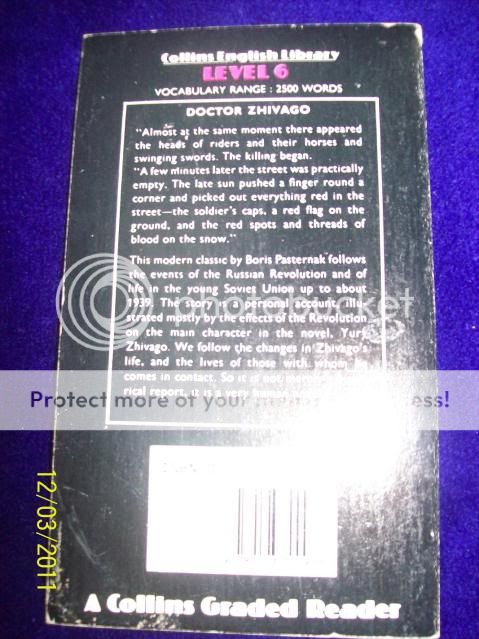 Collins English Library
LEVEL 6
VOCABULARY RANGE : 2500 WORDS
DOCTOR ZHIVAGO
"Almost at the same moment there appeared
the heads of riders and their horses and
swinging swords. The killing began.
"A few minutes later the street was practically
empty. The late sun pushed a finger round a
corner and picked out everything red in the
street—the soldier's caps, a red flag on the
ground, and the red spots and threads of
blood on the snow."
This modern classic by Boris Pasternak follows
the events of the Russian Revolution and of
life in the young Soviet Union up to about
1939. The story is a personal account, illu-
strated mostly by the effects of the Revolution
on the main character in the novel, Yury
Zhivago. We follow the changes in Zhivago's
life, and the lives of those with whom he
comes in contact. So it is not
rical report, it is a very
Protect more of your
12/03/2011
A Collins Graded Reader